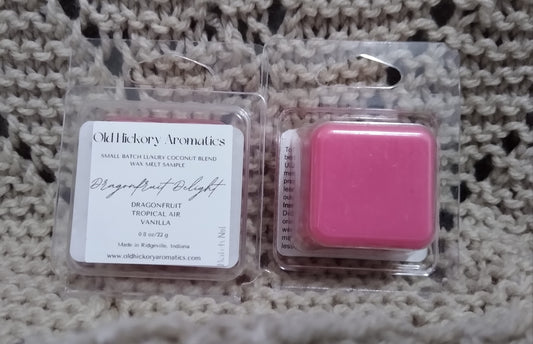 Old Hickory Aromatics
SMALL BATCH LUXURY COCONUT BLEND
WAX MELT SAMPLE
Dragonfruit Delight
DRAGONFRUIT
TROPICAL AIR
VANILLA
0.8 oz/22 g
Made in Ridgeville, Indiana
www.oldhickoryaromatics.com